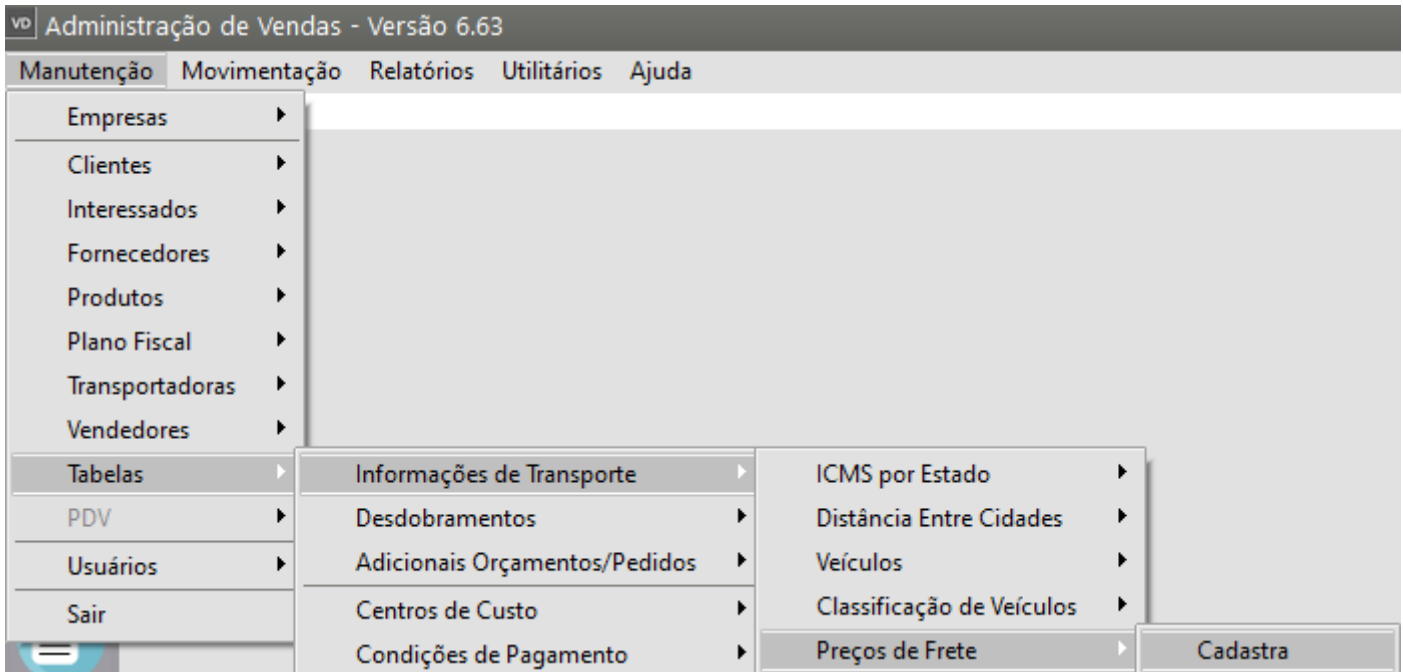 VD Administração de Vendas - Versão 6.63
Manutenção Movimentação Relatórios Utilitários Ajuda
Empresas
Clientes
Interessados
Fornecedores
Produtos
Plano Fiscal
Transportadoras
Vendedores
Tabelas
PDV
Usuários
Sair
Informações de Transporte
Desdobramentos
Adicionais Orçamentos/Pedidos
Centros de Custo
Condições de Pagamento
ICMS por Estado
Distância Entre Cidades
Veículos
Classificação de Veículos
Preços de Frete
Cadastra